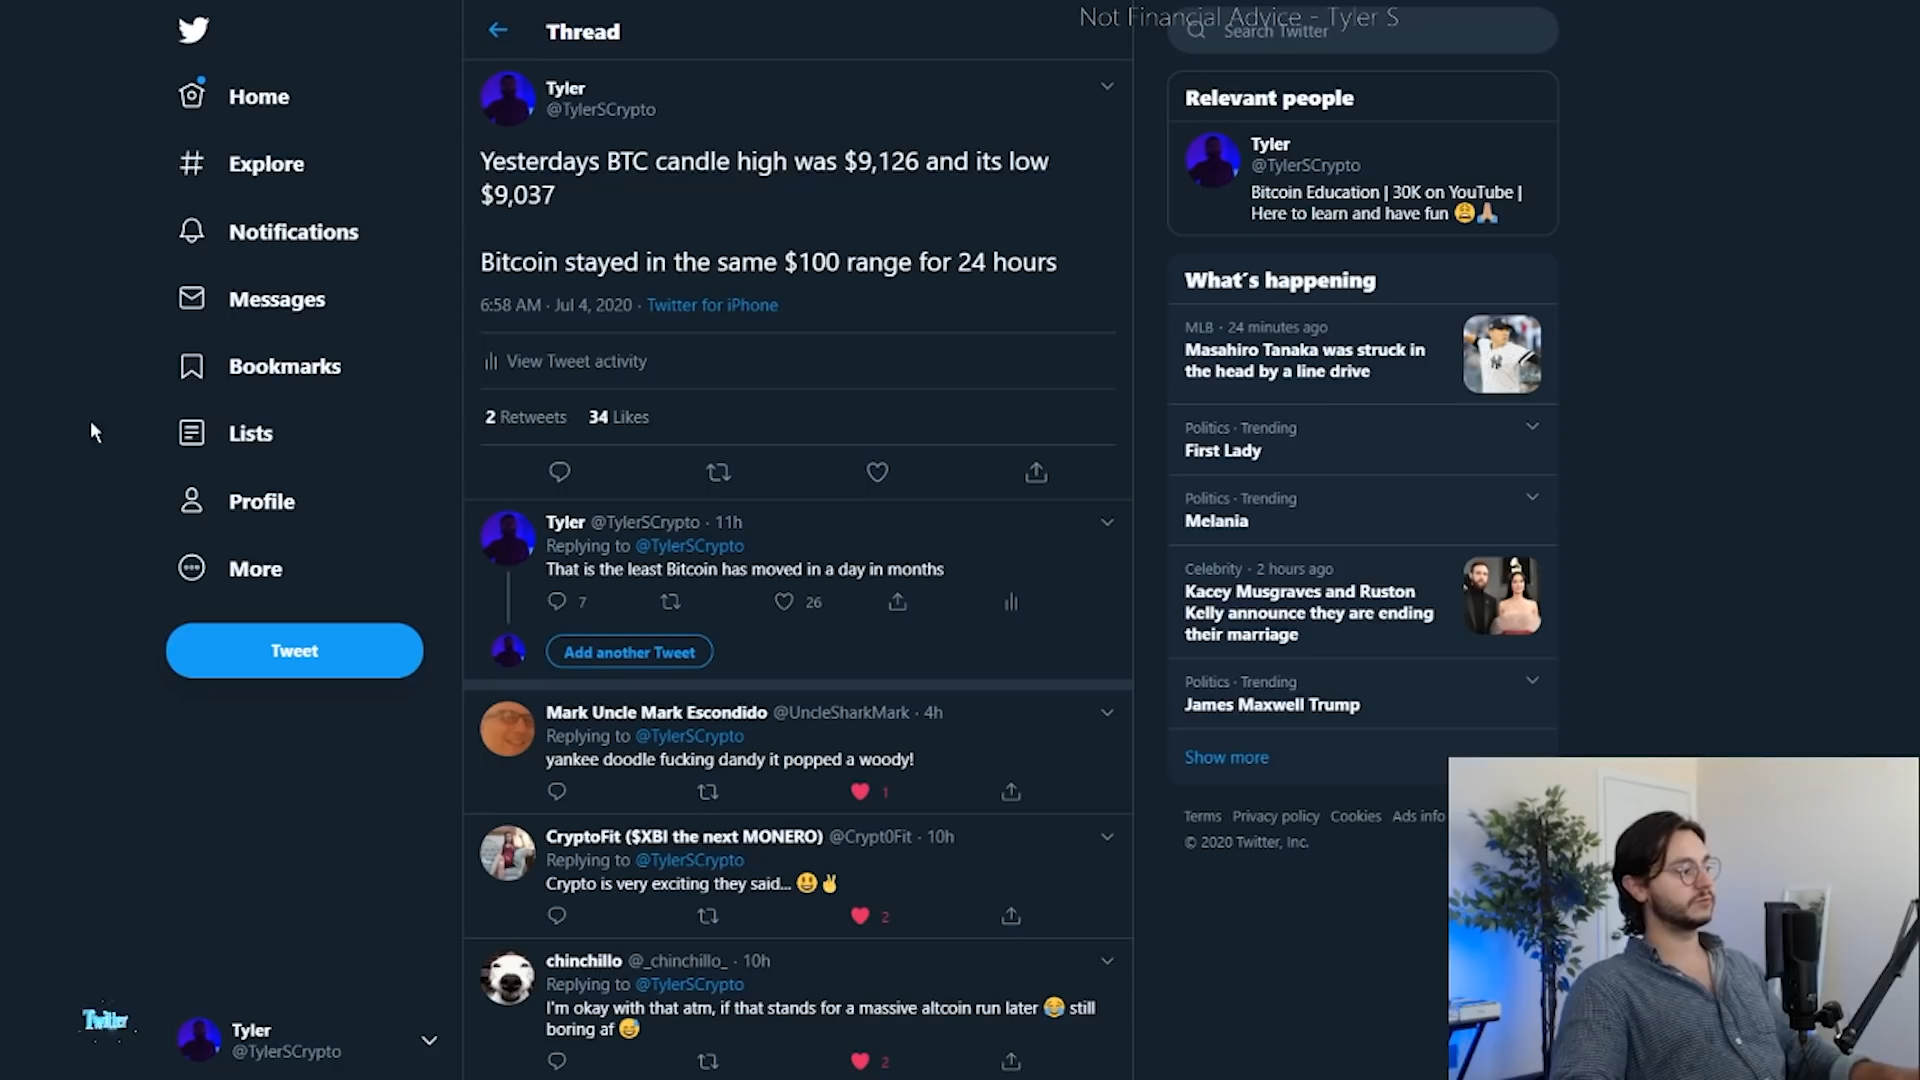 Not Financial Advice - Tyler S
Home
Explore
Notifications
Messages
Bookmarks
Lists
Profile
More
Tweet
Twitter
Tyler
@TylerSCrypto
Thread
Tyler
@TylerSCrypto
Yesterdays BTC candle high was $9,126 and its low
$9,037
Bitcoin stayed in the same $100 range for 24 hours
6:58 AM · Jul 4, 2020 · Twitter for iPhone
View Tweet activity
2 Retweets 34 Likes
Tyler @TylerSCrypto · 11h
Replying to @TylerSCrypto
That is the least Bitcoin has moved in a day in months
7 26
Add another Tweet
Mark Uncle Mark Escondido @UncleSharkMark · 4h
Replying to @TylerSCrypto
yankee doodle fucking dandy it popped a woody!
1
CryptoFit ($XBI the next MONERO) @Crypt0Fit · 10h
Replying to @TylerSCrypto
Crypto is very exciting they said... 😃✌
2
chinchillo @_chinchillo_ · 10h
Replying to @TylerSCrypto
I'm okay with that atm, if that stands for a massive altcoin run later 😂 still
boring af 😅
2
Search Twitter
Relevant people
Tyler
@TylerSCrypto
Bitcoin Education | 30K on YouTube |
Here to learn and have fun 😩🙏🏼
What´s happening
MLB · 24 minutes ago
Masahiro Tanaka was struck in
the head by a line drive
Politics · Trending
First Lady
Politics · Trending
Melania
Celebrity · 2 hours ago
Kacey Musgraves and Ruston
Kelly announce they are ending
their marriage
Politics · Trending
James Maxwell Trump
Show more
Terms Privacy policy Cookies Ads info
© 2020 Twitter, Inc.